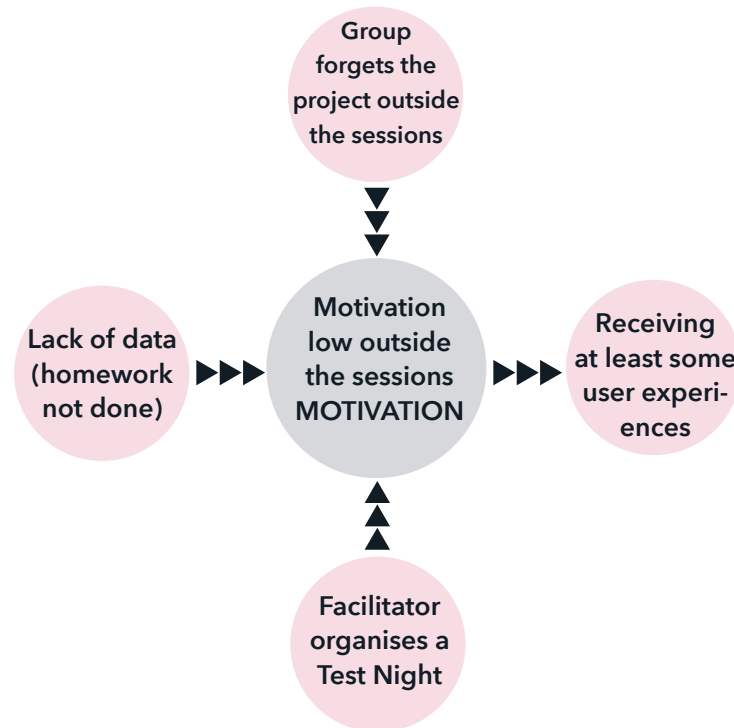 Group
forgets the
project outside
the sessions
Lack of data
(homework
not done)
Motivation
low outside
the sessions
MOTIVATION
Receiving
at least some
user experi-
ences
Facilitator
organises a
Test Night